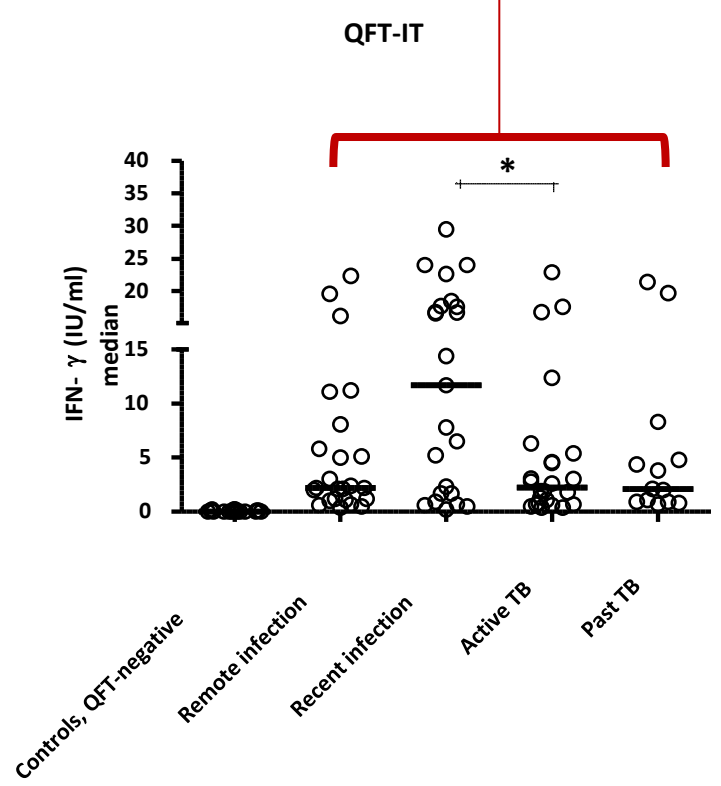 QFT-IT
*
40
35
30
25
20
15
10
5
0
IFN- γ (IU/ml)
median
Controls, QFT-negative
Remote infection
Recent infection
Active TB
Past TB